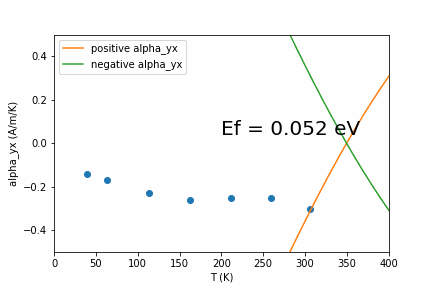 positive alpha_yx
negative alpha_yx
Ef = 0.052 eV
alpha_yx (A/m/K)
0.4
0.2
0.0
−0.2
−0.4
0
50
100
150
200
250
300
350
400
T (K)